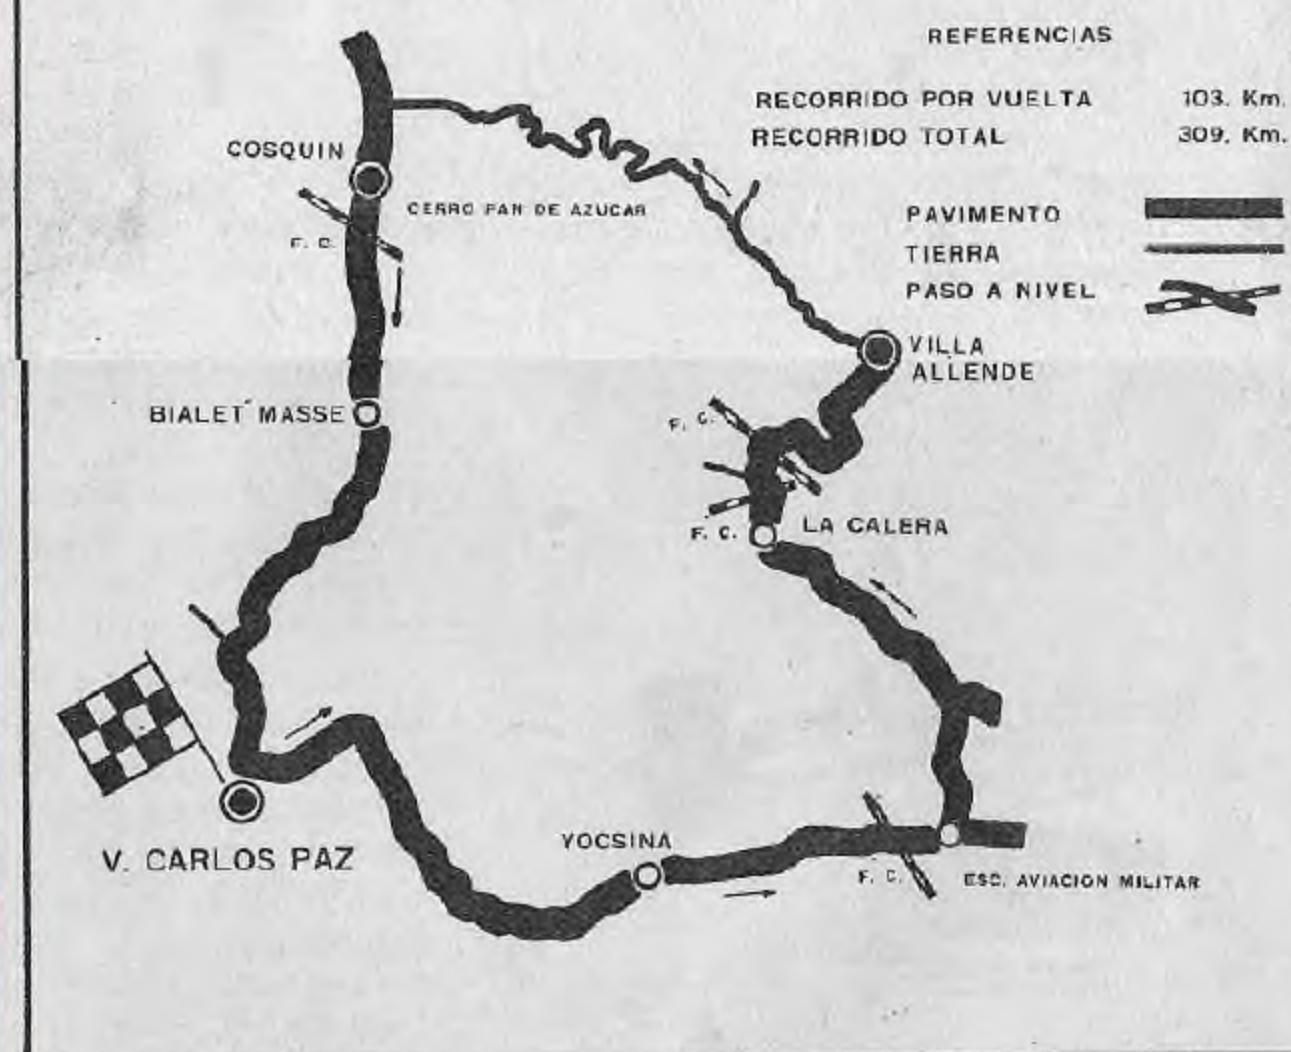 REFERENCIAS
RECORRIDO POR VUELTA 103. Km.
RECORRIDO TOTAL 309. Km.
PAVIMENTO
TIERRA
PASO A NIVEL
COSQUIN
CERRO PAN DE AZUCAR
F. C.
VILLA
ALLENDE
BIALET MASSE
F. C.
F. C.
LA CALERA
V. CARLOS PAZ
YOCSINA
F. C.
ESC. AVIACION MILITAR